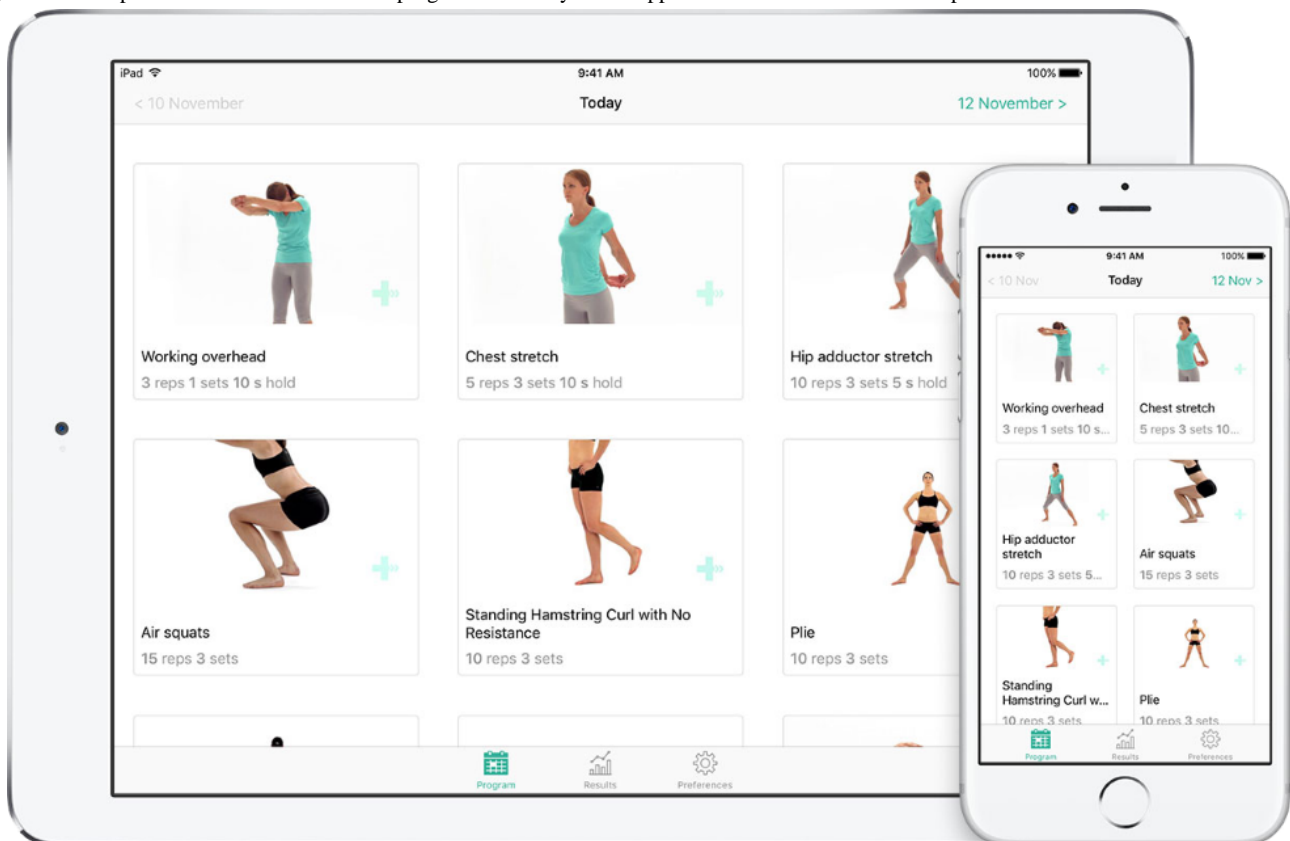 iPad 9:41 AM 100%
< 10 November Today 12 November >
Working overhead
3 reps 1 sets 10 s hold
Chest stretch
5 reps 3 sets 10 s hold
Hip adductor stretch
10 reps 3 sets 5 s hold
Air squats
15 reps 3 sets
Standing Hamstring Curl with No
Resistance
10 reps 3 sets
Plie
10 reps 3 sets
Program Results Preferences
9:41 AM 100%
< 10 Nov Today 12 Nov >
Working overhead
3 reps 1 sets 10 s...
Chest stretch
5 reps 3 sets 10...
Hip adductor
stretch
10 reps 3 sets 5...
Air squats
15 reps 3 sets
Standing
Hamstring Curl w...
10 reps 3 sets
Plie
10 reps 3 sets
Program Results Preferences